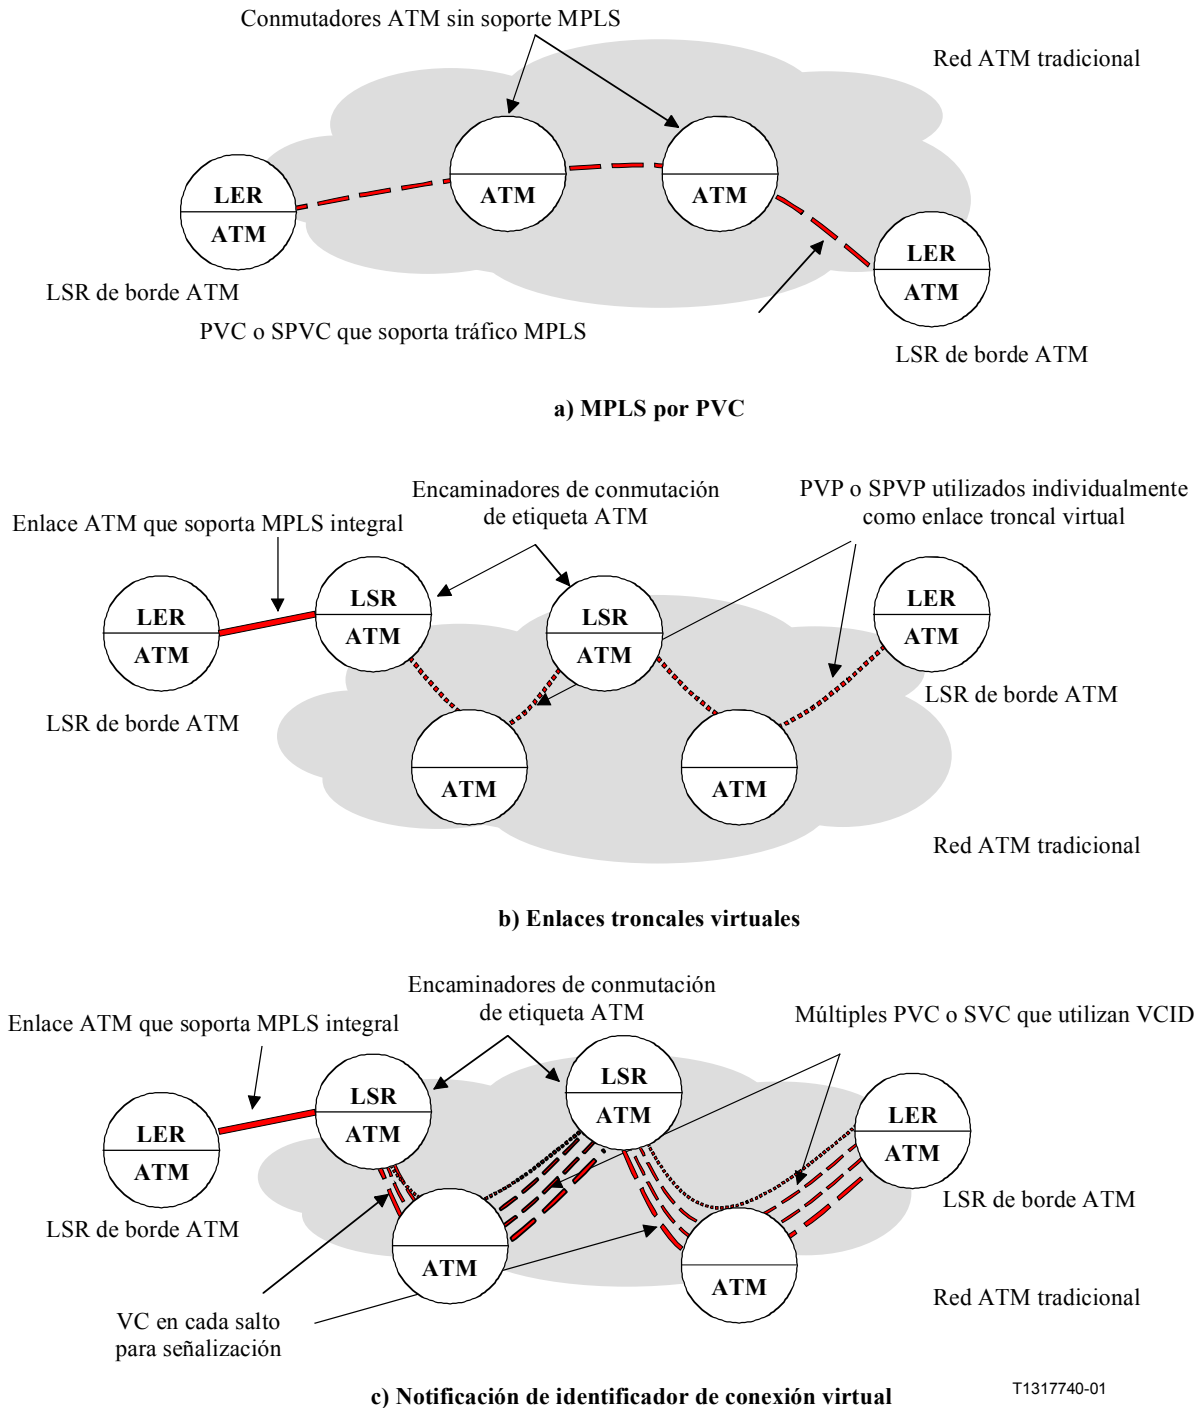 Conmutadores ATM sin soporte MPLS
Red ATM tradicional
LER
ATM
ATM
ATM
LER
ATM
LSR de borde ATM
PVC o SPVC que soporta tráfico MPLS
LSR de borde ATM
a) MPLS por PVC
Encaminadores de conmutación
de etiqueta ATM
PVP o SPVP utilizados individualmente
como enlace troncal virtual
Enlace ATM que soporta MPLS integral
LER
ATM
LSR
ATM
LSR
ATM
LER
ATM
LSR de borde ATM
LSR de borde ATM
ATM
ATM
Red ATM tradicional
b) Enlaces troncales virtuales
Encaminadores de conmutación
de etiqueta ATM
Enlace ATM que soporta MPLS integral
Múltiples PVC o SVC que utilizan VCID
LER
ATM
LSR
ATM
LSR
ATM
LER
ATM
LSR de borde ATM
LSR de borde ATM
ATM
ATM
Red ATM tradicional
VC en cada salto
para señalización
c) Notificación de identificador de conexión virtual
T1317740-01